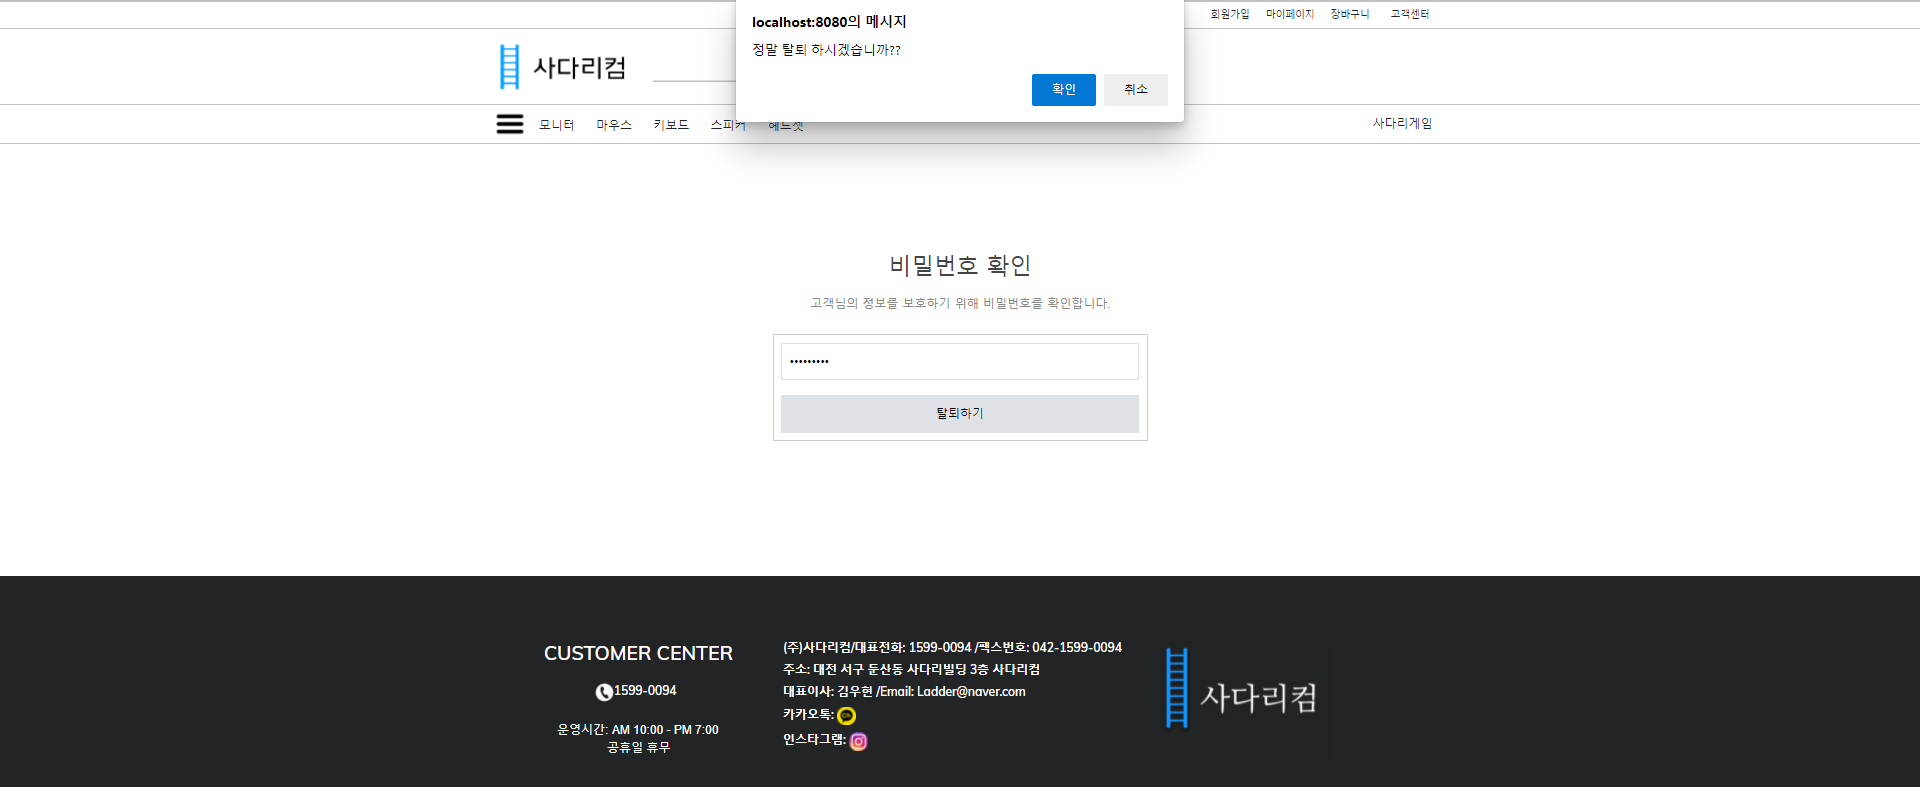 localhost:8080의 메시지
정말 탈퇴 하시겠습니까??
확인 취소
회원가입 마이페이지 장바구니 고객센터
사다리컴
모니터 마우스 키보드 스피커 헤드셋 사다리게임
비밀번호 확인
고객님의 정보를 보호하기 위해 비밀번호를 확인합니다.
•••••••••
탈퇴하기
CUSTOMER CENTER
1599-0094
운영시간: AM 10:00 - PM 7:00
공휴일 휴무
(주)사다리컴/대표전화: 1599-0094 /팩스번호: 042-1599-0094
주소: 대전 서구 둔산동 사다리빌딩 3층 사다리컴
대표이사: 김우현 /Email: Ladder@naver.com
카카오톡: Ch
인스타그램:
사다리컴